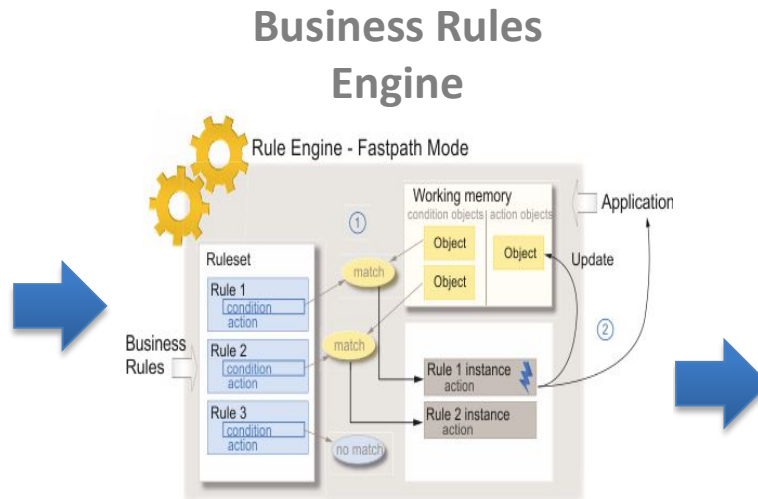 Business Rules
Engine
Rule Engine - Fastpath Mode
Working memory
condition objects
action objects
Application
①
Object
Object
Object
Update
Ruleset
match
Rule 1
condition
action
②
Business
Rules
match
Rule 2
condition
action
Rule 1 instance
action
Rule 3
condition
action
Rule 2 instance
action
no match